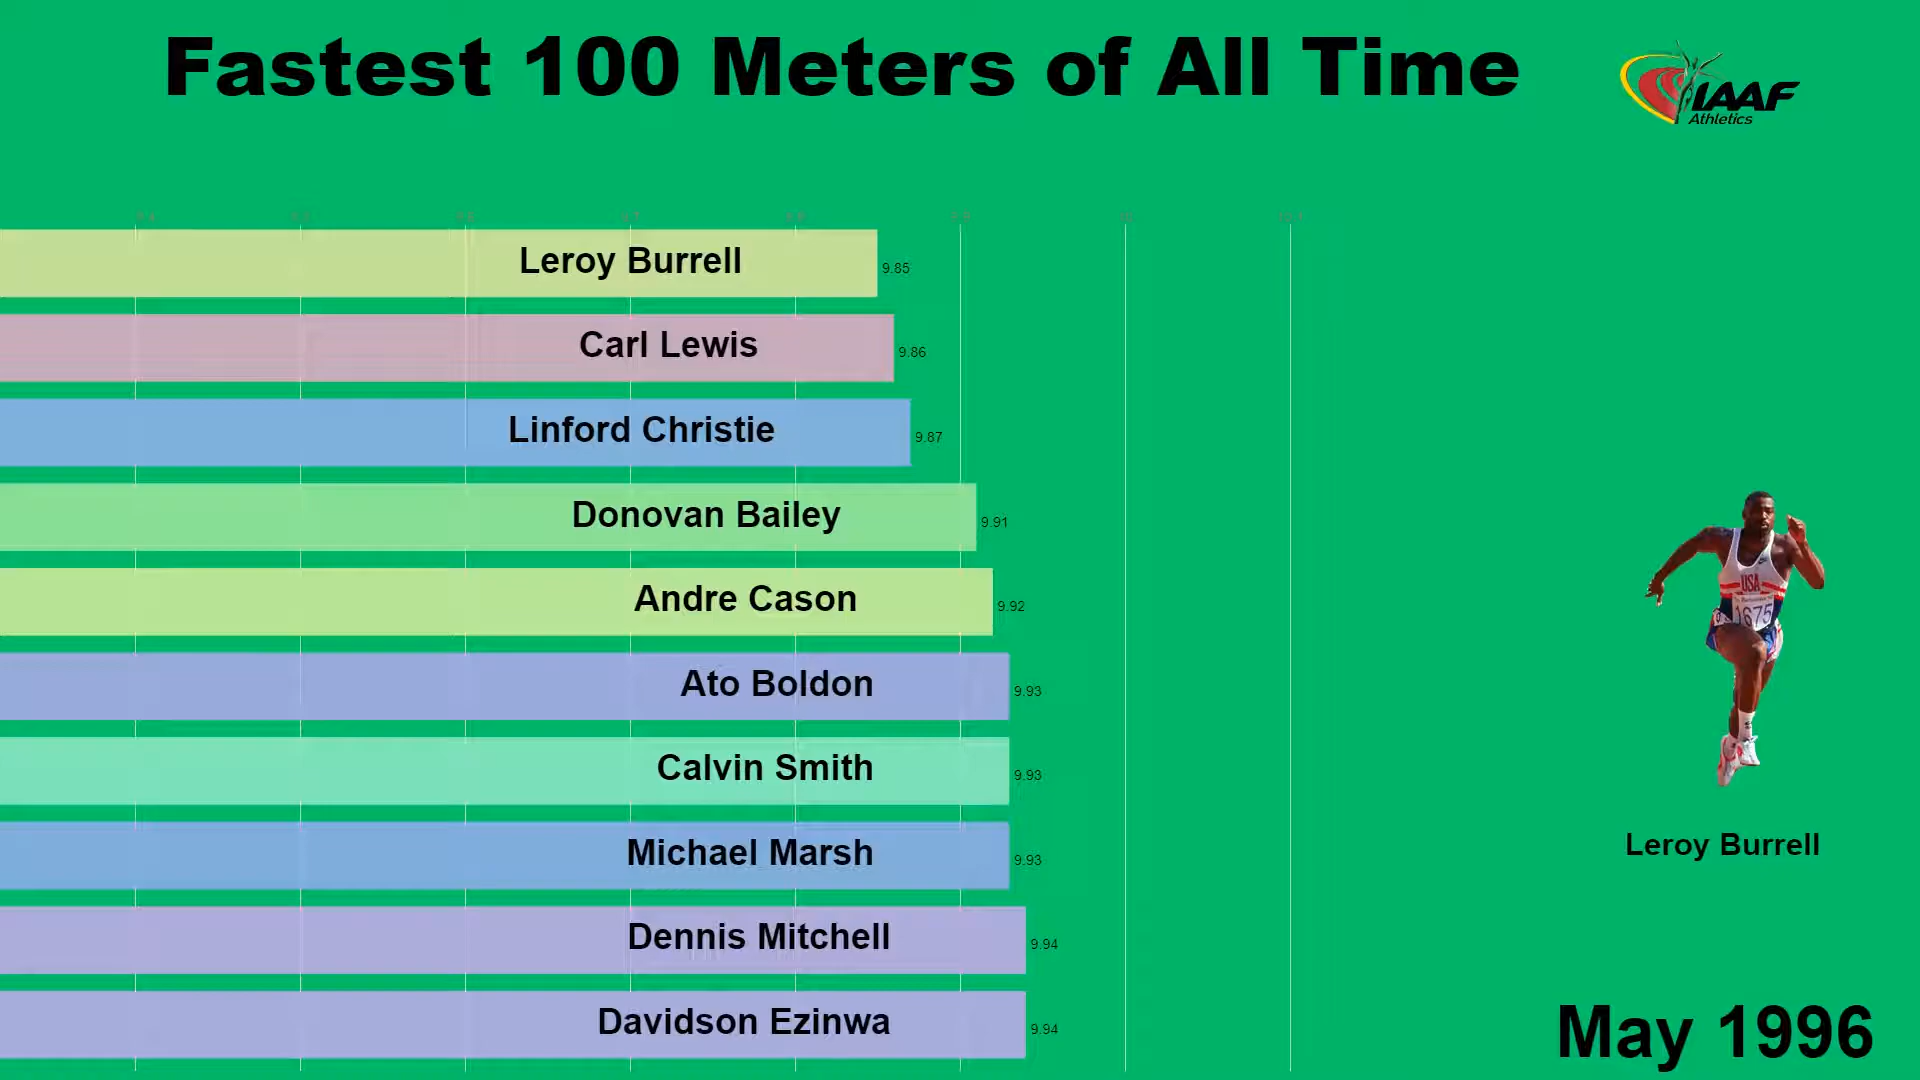 Fastest 100 Meters of All Time
IAAF
Athletics
Leroy Burrell
9.85
Carl Lewis
9.86
Linford Christie
9.87
Donovan Bailey
9.91
Andre Cason
9.92
Ato Boldon
9.93
Calvin Smith
9.93
Michael Marsh
9.93
Dennis Mitchell
9.94
Davidson Ezinwa
9.94
USA
1675
Leroy Burrell
May 1996